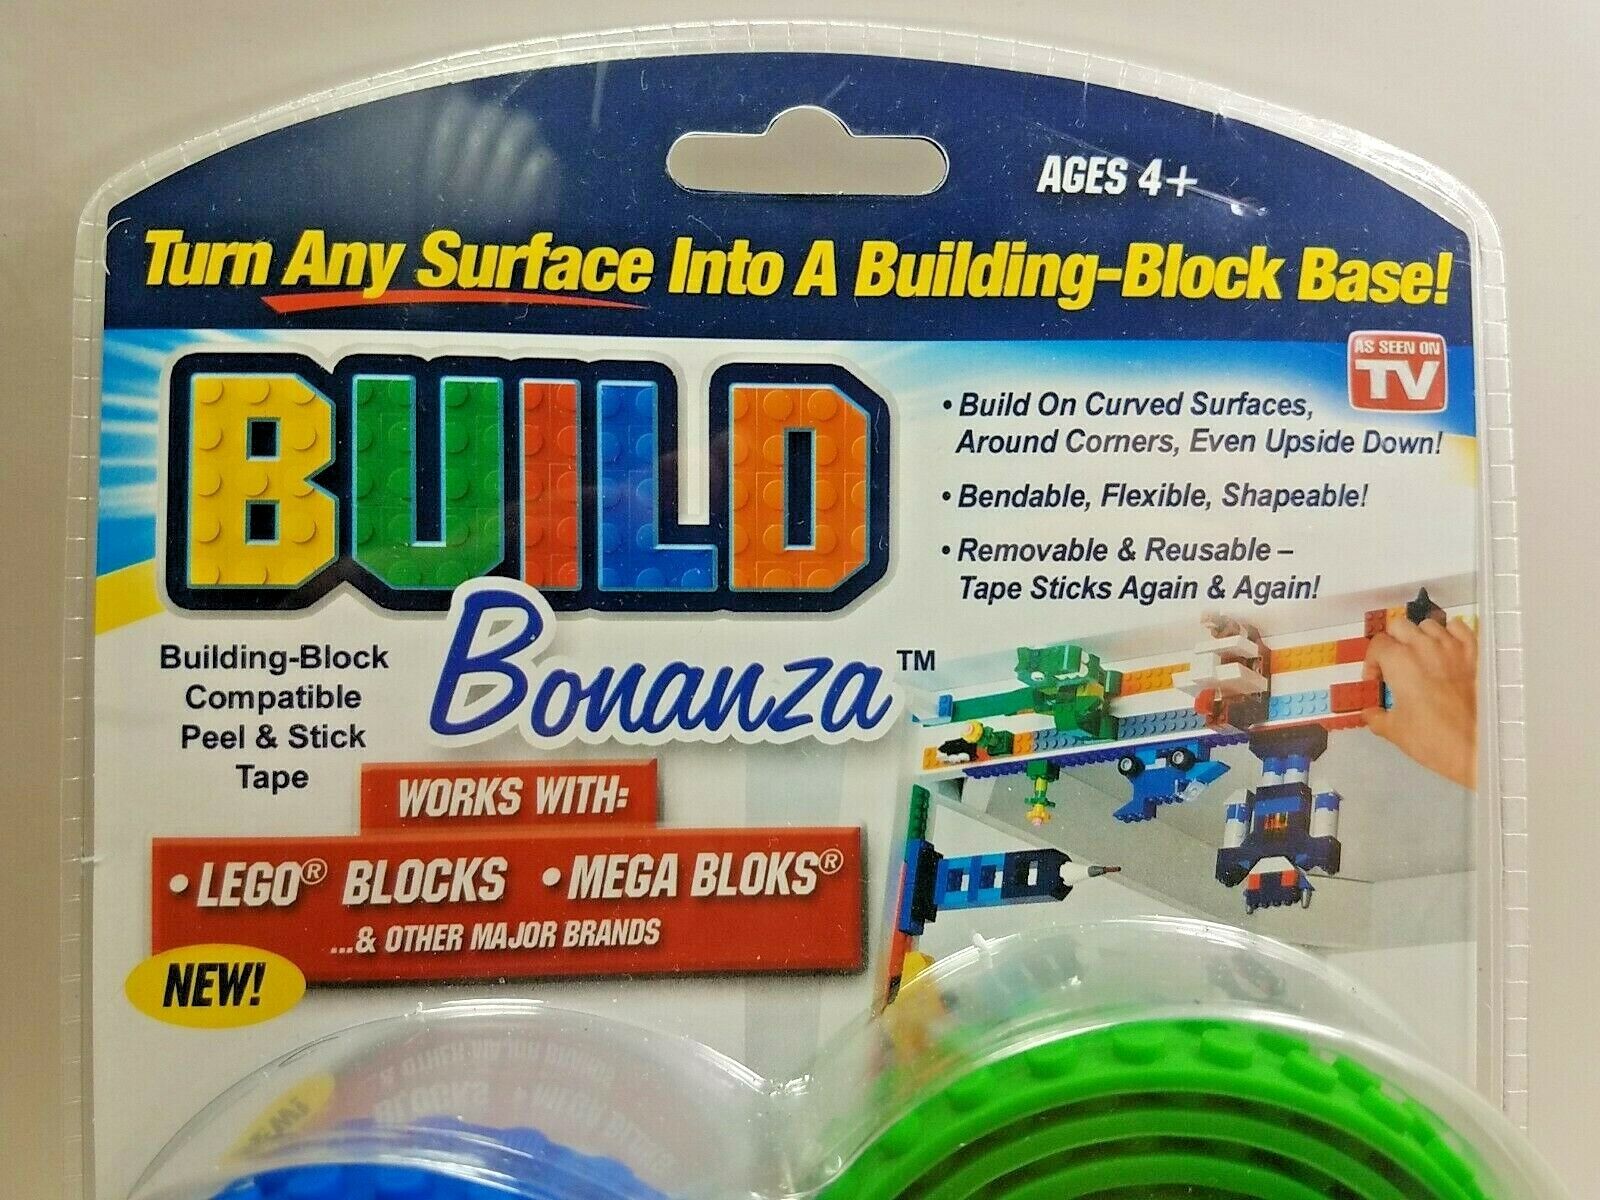 AGES 4+
Turn Any Surface Into A Building-Block Base!
AS SEEN ON
TV
BUILD
Bonanza™
• Build On Curved Surfaces,
Around Corners, Even Upside Down!
• Bendable, Flexible, Shapeable!
• Removable & Reusable –
Tape Sticks Again & Again!
Building-Block
Compatible
Peel & Stick
Tape
WORKS WITH:
• LEGO® BLOCKS • MEGA BLOKS®
...& OTHER MAJOR BRANDS
NEW!